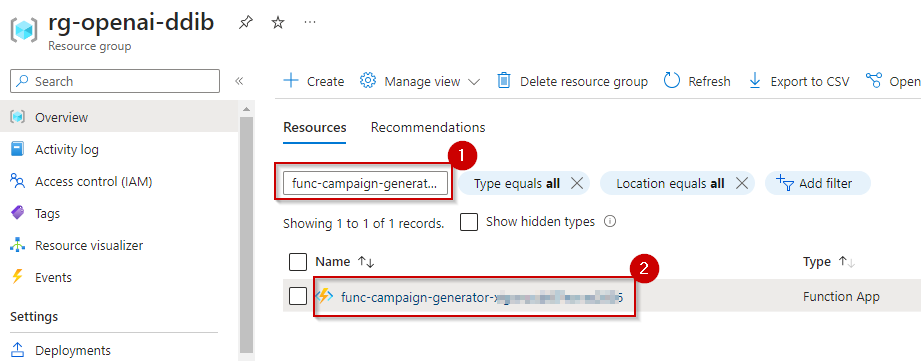 rg-openai-ddib
Resource group
Search
Overview
Activity log
Access control (IAM)
Tags
Resource visualizer
Events
Settings
Deployments
Create
Manage view
Delete resource group
Refresh
Export to CSV
Open
Resources
Recommendations
1
func-campaign-generat...
Type equals all
Location equals all
Add filter
Showing 1 to 1 of 1 records.
Show hidden types
Name
Type
2
func-campaign-generator-
Function App